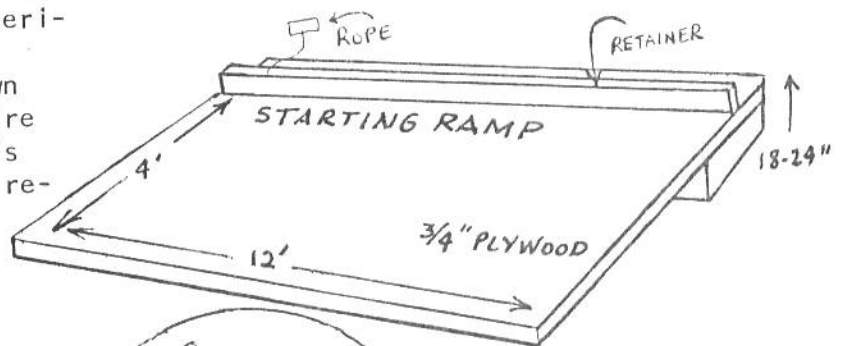 eri-
ROPE
RETAINER
wn
re
STARTING RAMP
s
18-24"
4'
re-
3/4" PLYWOOD
12'